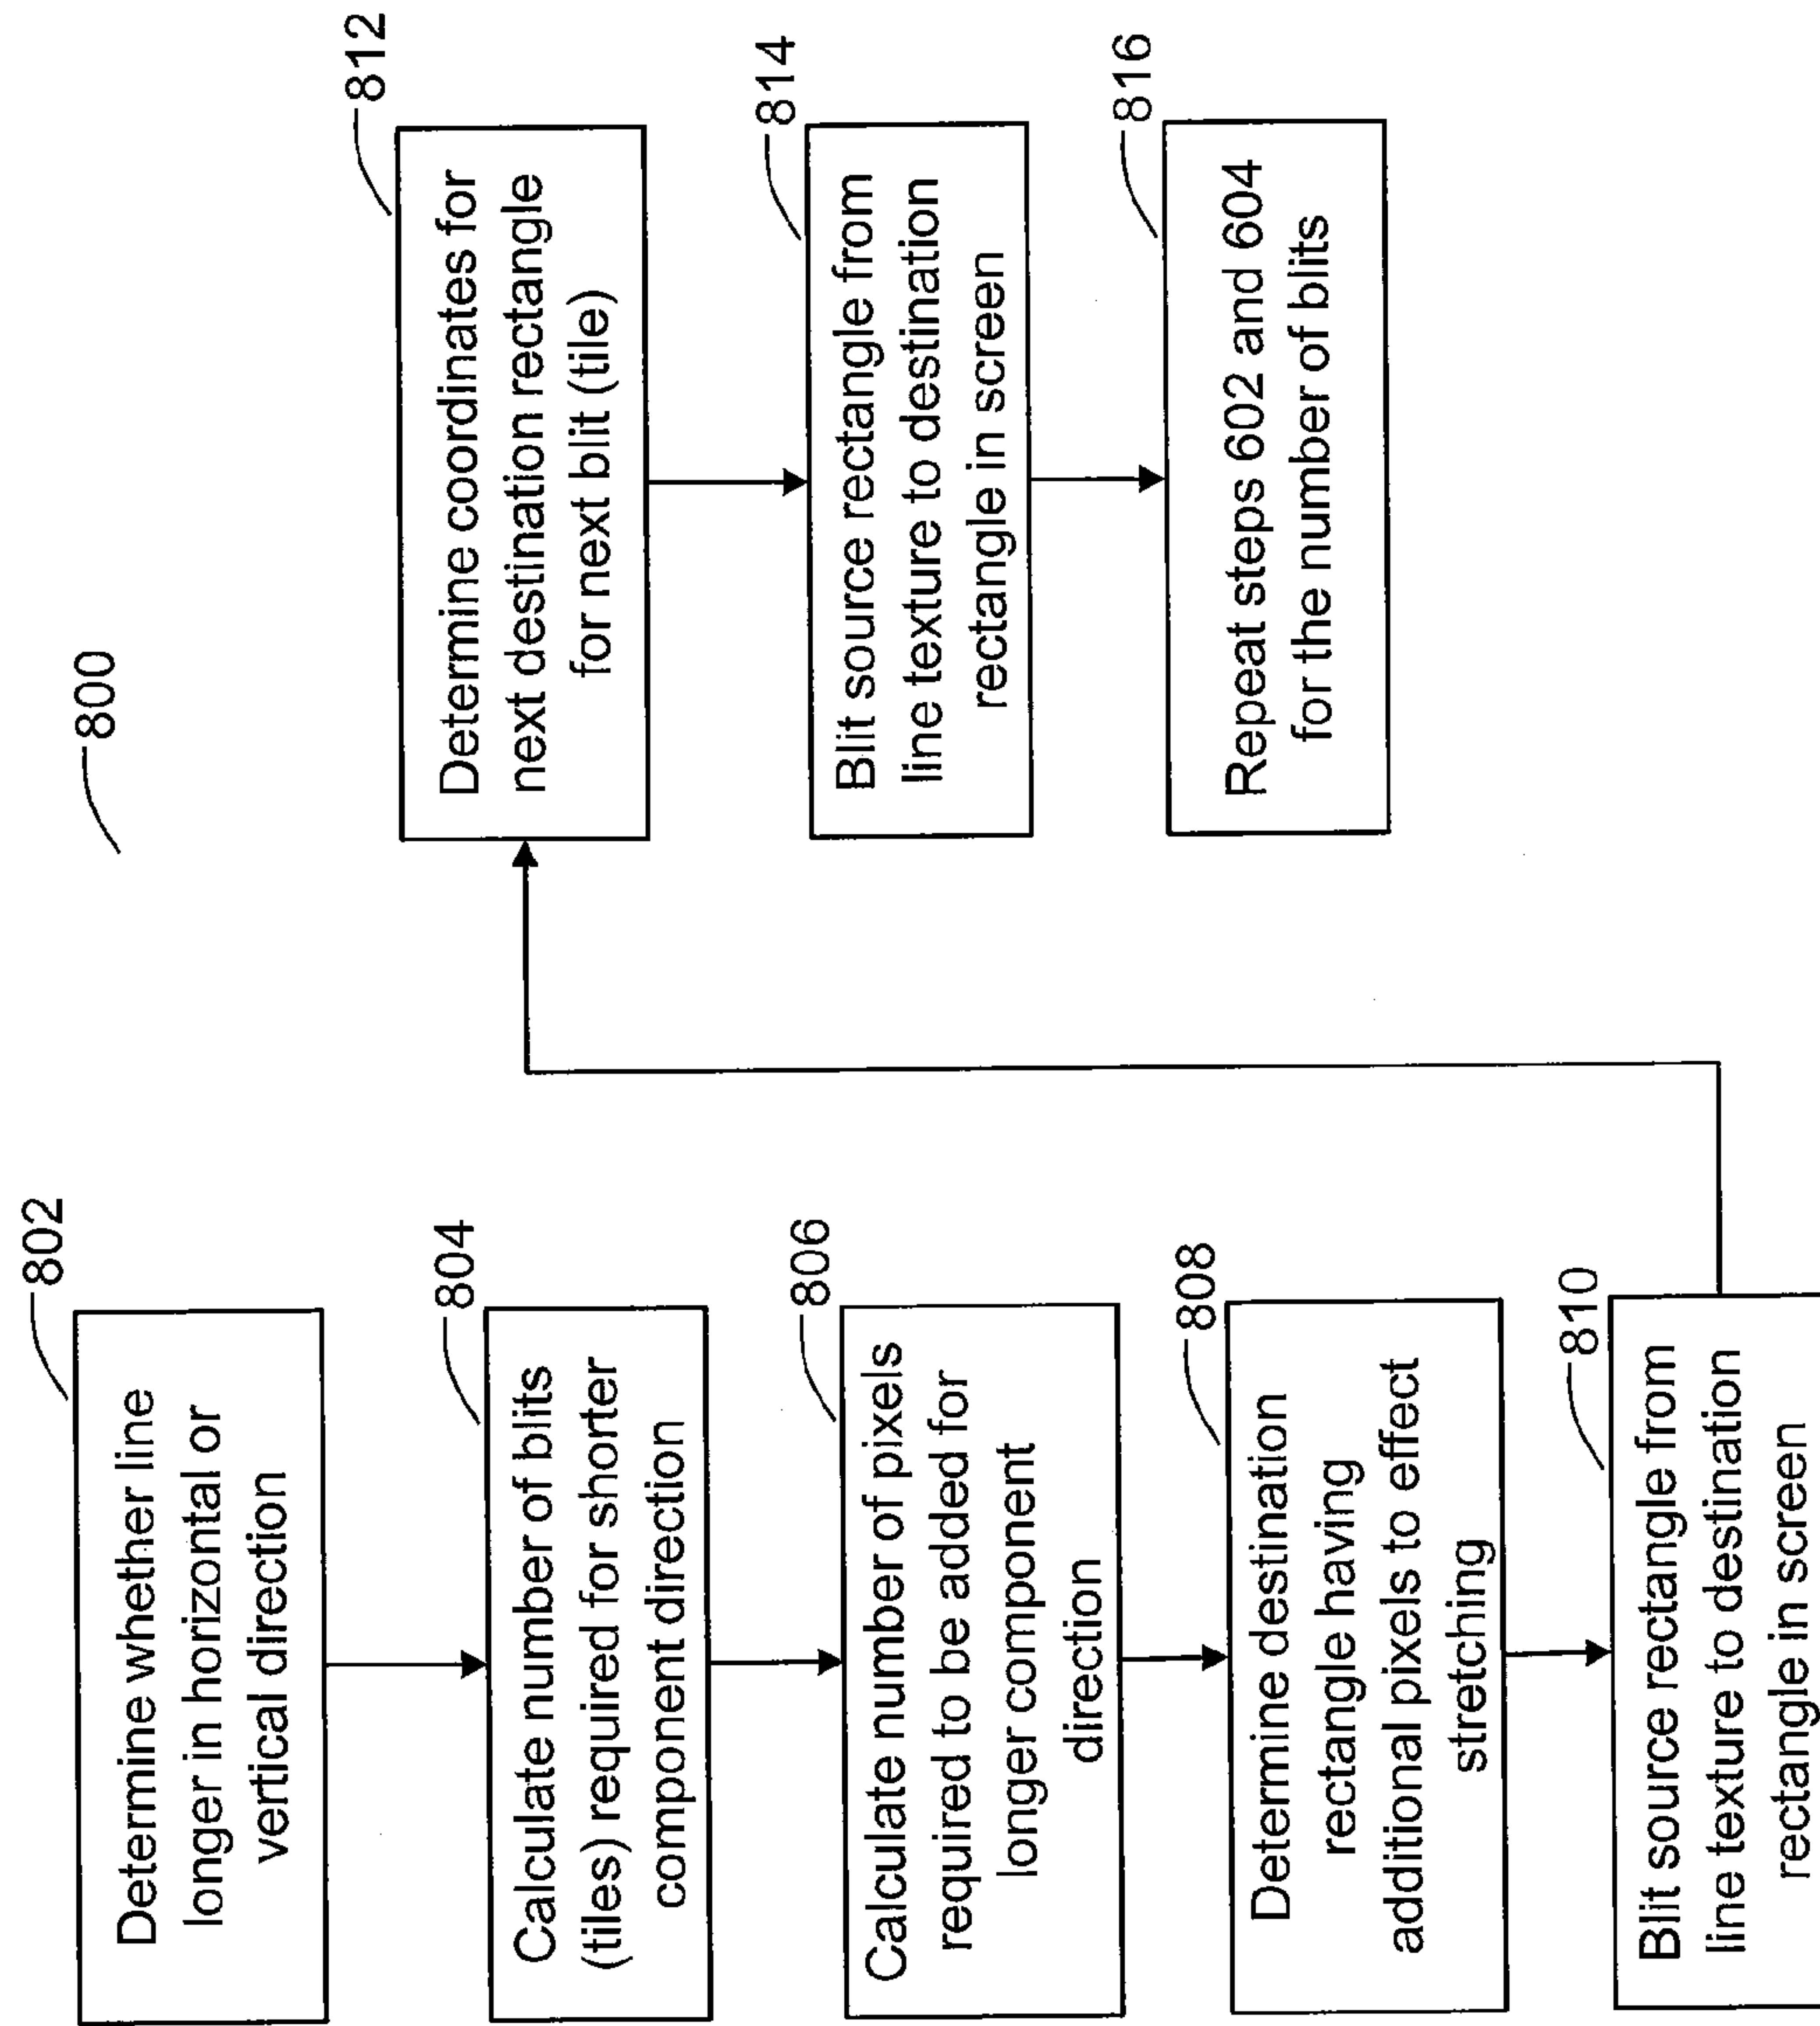 800
802
Determine whether line
longer in horizontal or
vertical direction
804
Calculate number of blits
(tiles) required for shorter
component direction
806
Calculate number of pixels
required to be added for
longer component
direction
808
Determine destination
rectangle having
additional pixels to effect
stretching
810
Blit source rectangle from
line texture to destination
rectangle in screen
812
Determine coordinates for
next destination rectangle
for next blit (tile)
814
Blit source rectangle from
line texture to destination
rectangle in screen
816
Repeat steps 602 and 604
for the number of blits